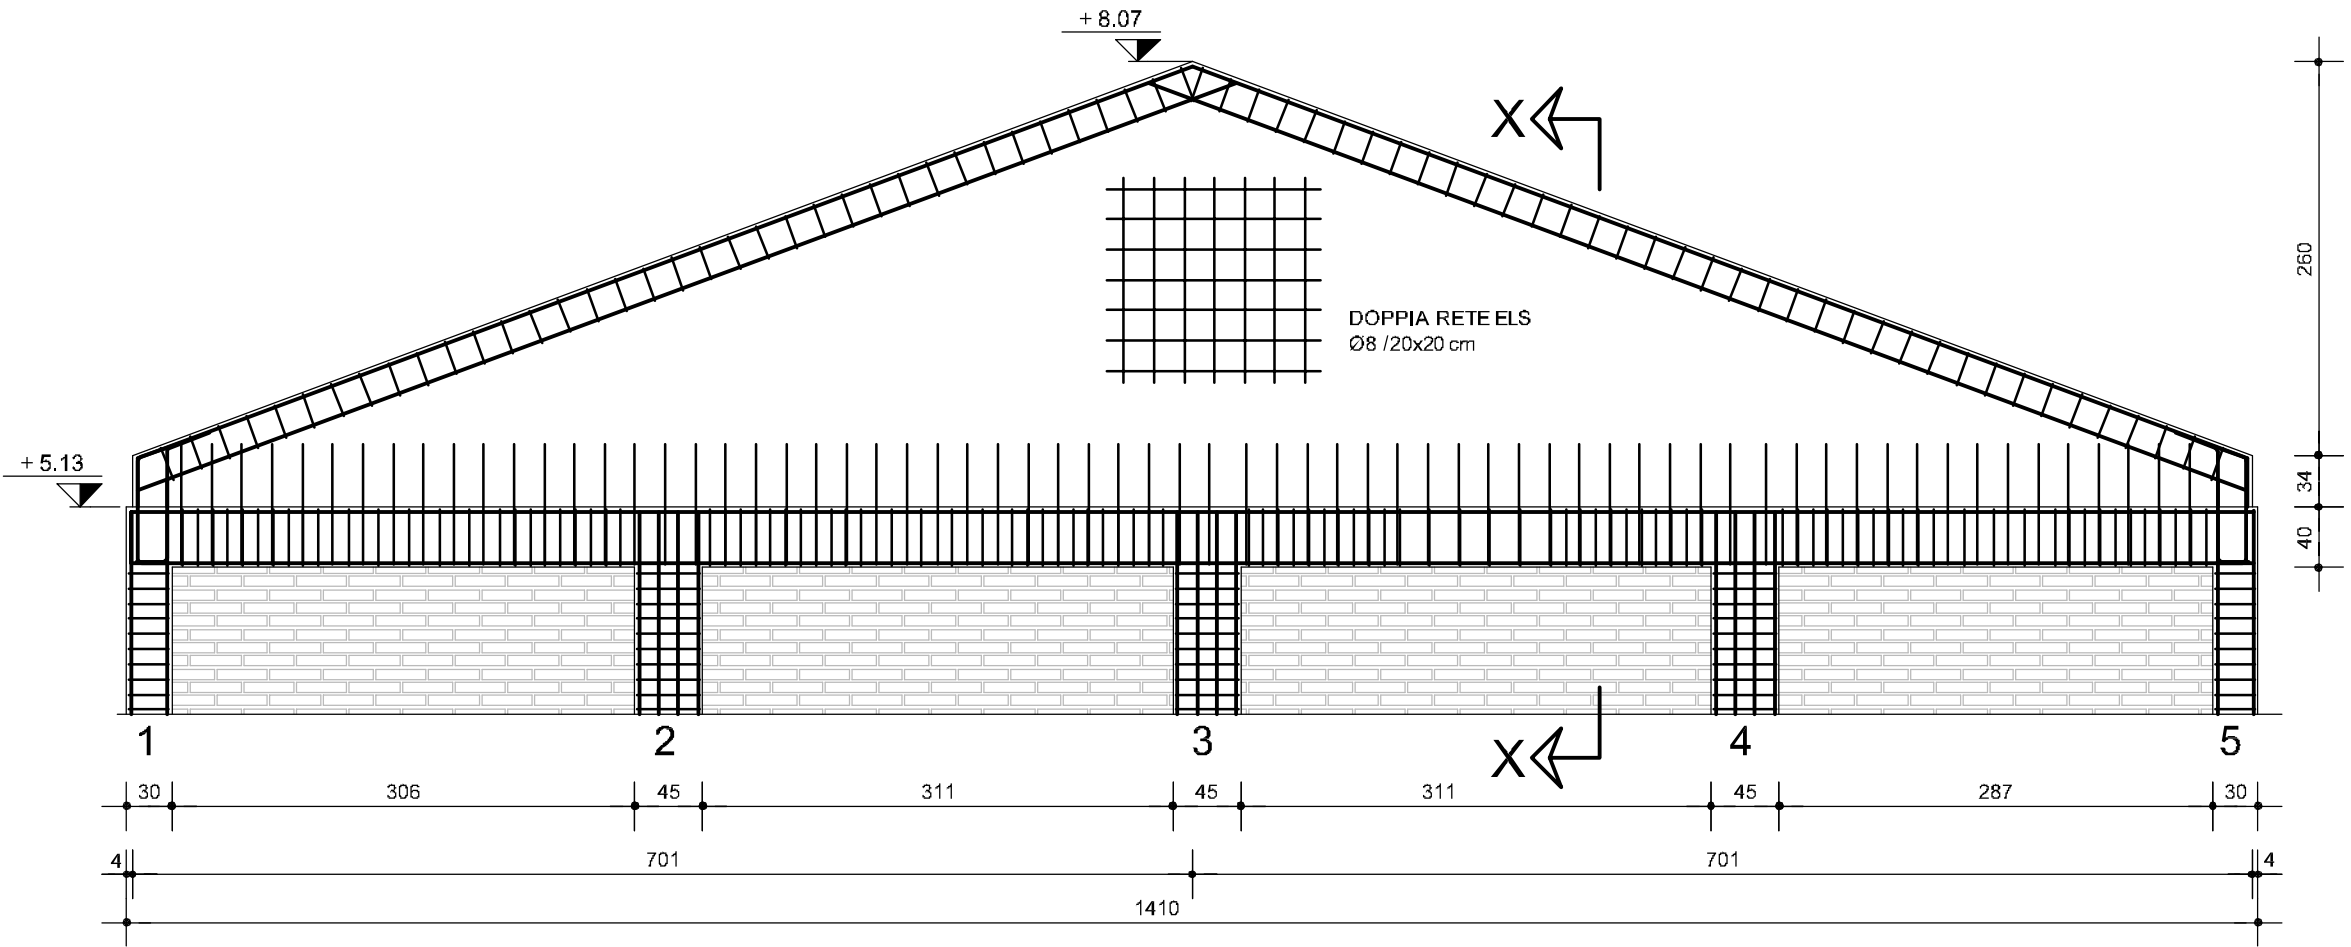 + 8.07
X
260
DOPPIA RETE ELS
Ø8 /20x20 cm
+ 5.13
34
40
1 2 3 4 5
X
30 306 45 311 45 311 45 287 30
4 701 701 4
1410